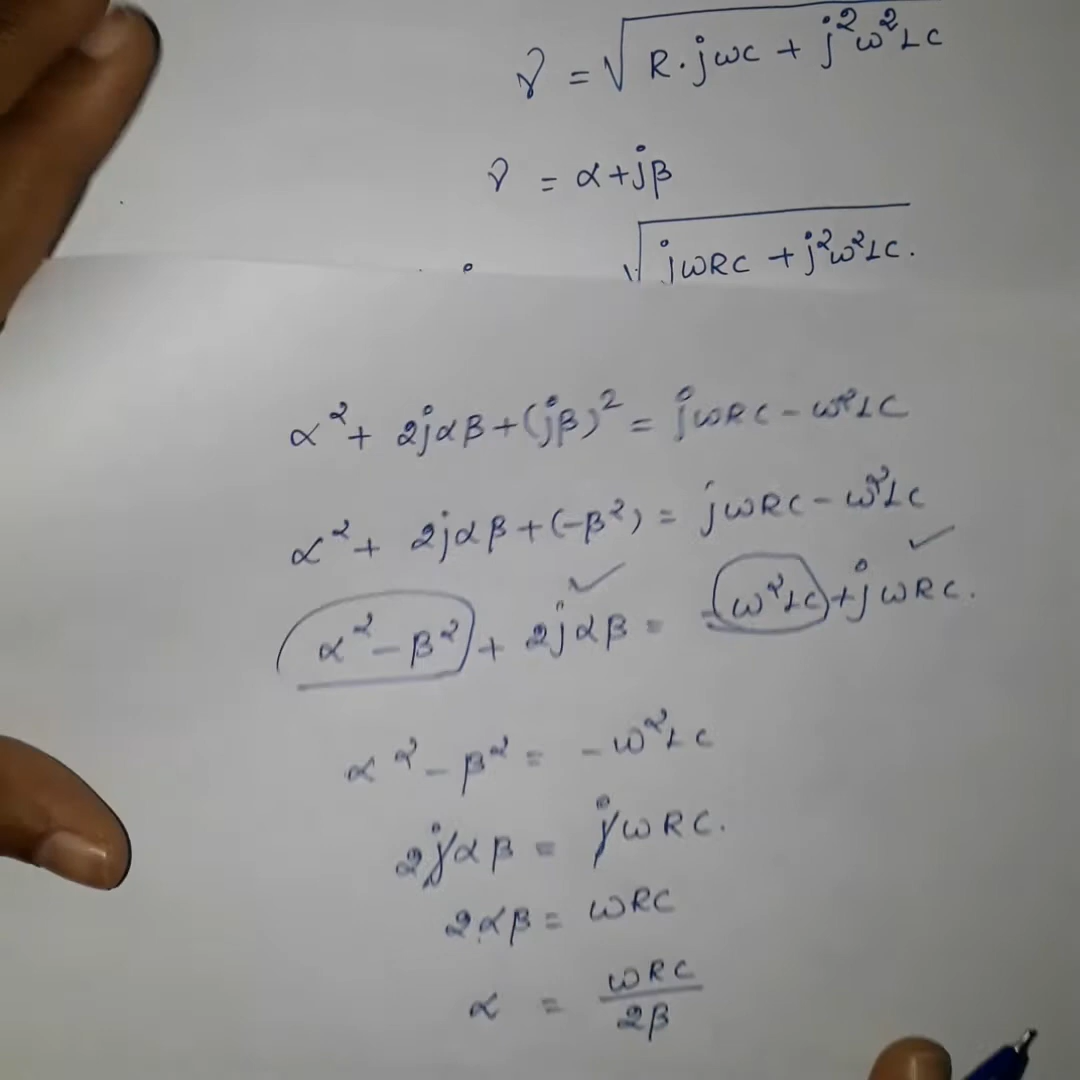 γ = √(R.jωc + j²ω²LC
γ = α+jβ
√(jωRC + j²ω²LC.
α² + 2jαβ+(jβ)² = jωRC - ω²LC
α² + 2jαβ+(-β²) = jωRC - ω²LC
α² - β² + 2jαβ = -ω²LC+jωRC.
α² - β² = -ω²LC
2jαβ = jωRC.
2αβ = ωRC
α = ωRC/2β